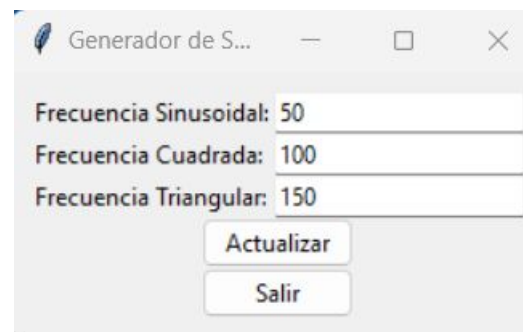 Generador de S...
Frecuencia Sinusoidal: 50
Frecuencia Cuadrada: 100
Frecuencia Triangular: 150
Actualizar
Salir